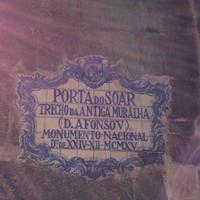 PORTA DO SOAR
TRECHO DA ANTIGA MURALHA
(D. AFONSO V)
MONUMENTO NACIONAL
D. DE XXIV-XII-MCMXV